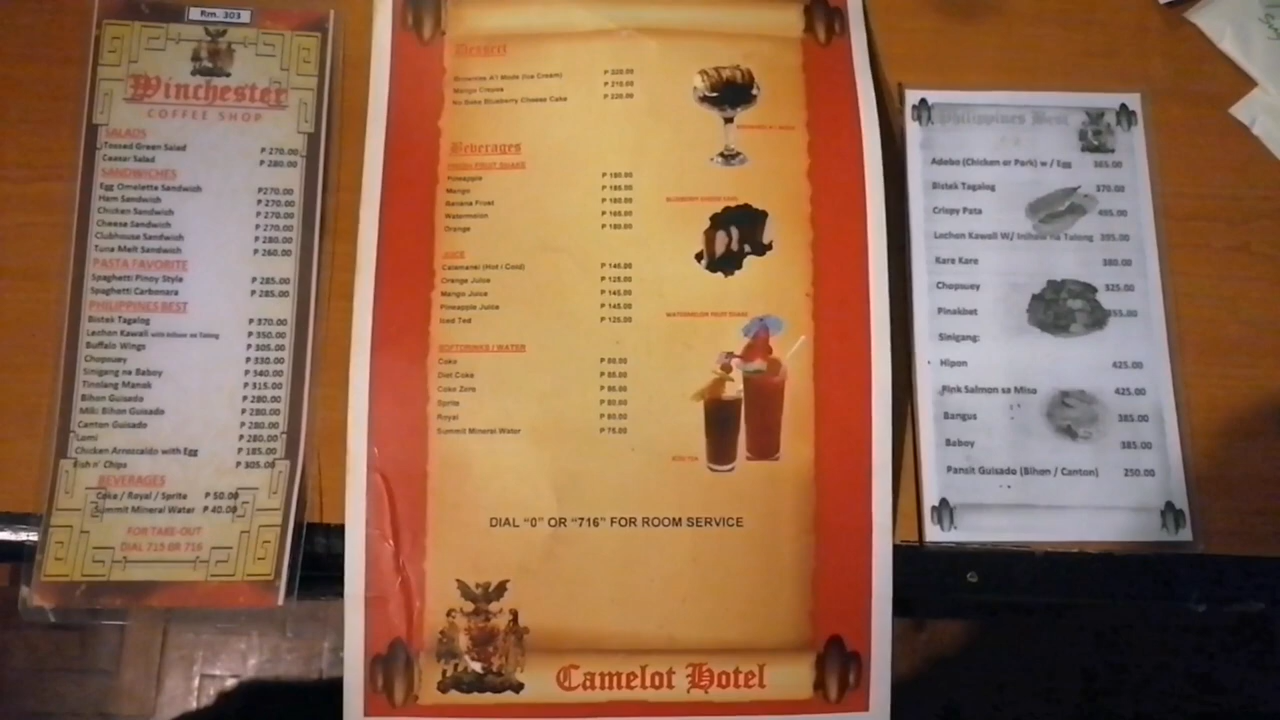 Rm. 303
Winchester
COFFEE SHOP
SALADS
Tossed Green Salad P 270.00
Ceasar Salad P 280.00
SANDWICHES
Egg Omelette Sandwich P270.00
Ham Sandwich P 270.00
Chicken Sandwich P 270.00
Cheese Sandwich P 270.00
Clubhouse Sandwich P 280.00
Tuna Melt Sandwich P 260.00
PASTA FAVORITE
Spaghetti Pinoy Style P 285.00
Spaghetti Carbonara P 285.00
PHILIPPINES BEST
Bistek Tagalog P 370.00
Lechon Kawali with Inihaw na Talong P 350.00
Buffalo Wings P 305.00
Chopsuey P 330.00
Sinigang na Baboy P 340.00
Tinolang Manok P 315.00
Bihon Guisado P 280.00
Miki Bihon Guisado P 280.00
Canton Guisado P 280.00
Lomi P 280.00
Chicken Arrozcaldo with Egg P 185.00
Fish n' Chips P 305.00
BEVERAGES
Coke / Royal / Sprite P 50.00
Summit Mineral Water P 40.00
FOR TAKE-OUT
DIAL 715 OR 716
Dessert
Brownies A'l Mode (Ice Cream) P 220.00
Mango Crepes P 210.00
No Bake Blueberry Cheese Cake P 220.00
Beverages
FRESH FRUIT SHAKE
Pineapple P 180.00
Mango P 185.00
Banana Frost P 180.00
Watermelon P 165.00
Orange P 180.00
JUICE
Calamansi (Hot / Cold) P 145.00
Orange Juice P 125.00
Mango Juice P 145.00
Pineapple Juice P 145.00
Iced Tea P 125.00
SOFTDRINKS / WATER
Coke P 80.00
Diet Coke P 85.00
Coke Zero P 85.00
Sprite P 80.00
Royal P 80.00
Summit Mineral Water P 75.00
BLUEBERRY CHEESE CAKE
WATERMELON FRUIT SHAKE
ICED TEA
DIAL “0” OR “716” FOR ROOM SERVICE
Camelot Hotel
Philippines Best
Adobo (Chicken or Pork) w / Egg 365.00
Bistek Tagalog 370.00
Crispy Pata 495.00
Lechon Kawali W/ Inihaw na Talong 395.00
Kare Kare 380.00
Chopsuey 325.00
Pinakbet
Sinigang:
Hipon 425.00
Pink Salmon sa Miso 425.00
Bangus 385.00
Baboy 385.00
Pansit Guisado (Bihon / Canton) 250.00